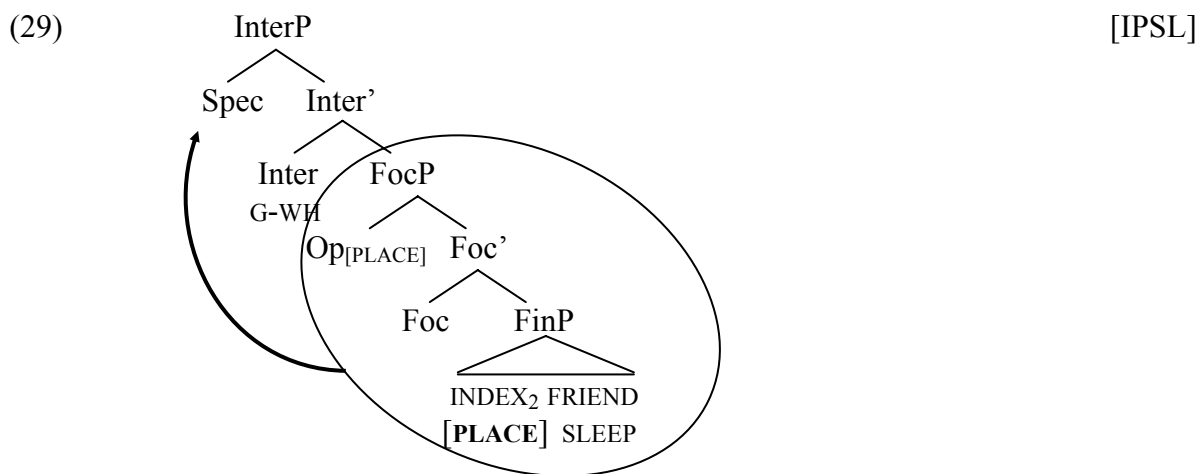 (29) InterP [IPSL]
Spec Inter’
Inter FocP
G-WH
Op[PLACE] Foc’
Foc FinP
INDEX2 FRIEND
[PLACE] SLEEP